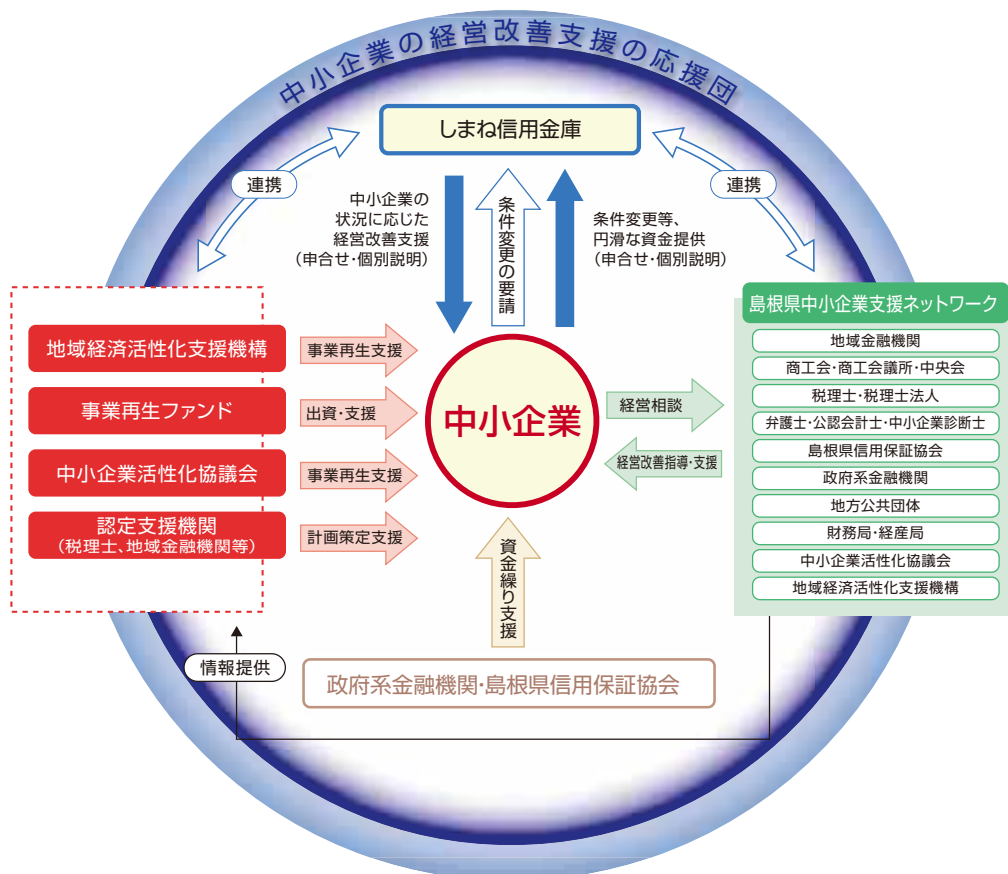 中小企業の経営改善支援の応援団
しまね信用金庫
連携
連携
中小企業の
状況に応じた
経営改善支援
(申合せ・個別説明)
条件変更の要請
条件変更等、
円滑な資金提供
(申合せ・個別説明)
地域経済活性化支援機構
事業再生ファンド
中小企業活性化協議会
認定支援機関
(税理士、地域金融機関等)
事業再生支援
出資・支援
事業再生支援
計画策定支援
中小企業
経営相談
経営改善指導・支援
島根県中小企業支援ネットワーク
地域金融機関
商工会・商工会議所・中央会
税理士・税理士法人
弁護士・公認会計士・中小企業診断士
島根県信用保証協会
政府系金融機関
地方公共団体
財務局・経産局
中小企業活性化協議会
地域経済活性化支援機構
資金繰り支援
情報提供
政府系金融機関・島根県信用保証協会